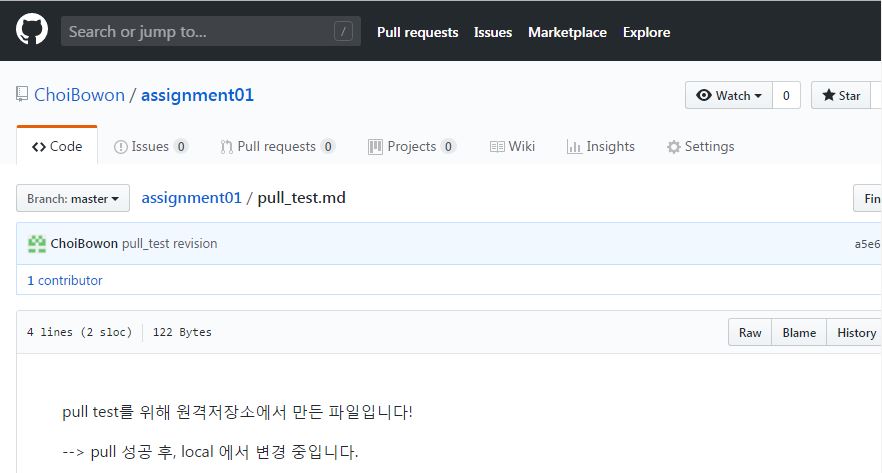 Search or jump to... /
Pull requests Issues Marketplace Explore
ChoiBowon / assignment01
Watch 0 Star
Code Issues 0 Pull requests 0 Projects 0 Wiki Insights Settings
Branch: master assignment01 / pull_test.md
Fin
ChoiBowon pull_test revision a5e6
1 contributor
4 lines (2 sloc) 122 Bytes
Raw Blame History
pull test를 위해 원격저장소에서 만든 파일입니다!
--> pull 성공 후, local 에서 변경 중입니다.